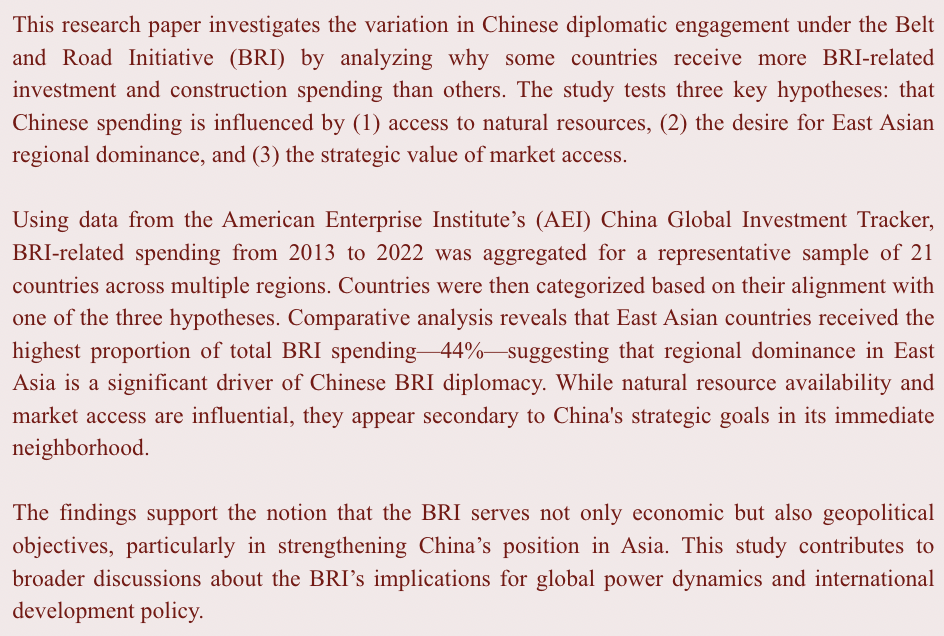 This research paper investigates the variation in Chinese diplomatic engagement under the Belt
and Road Initiative (BRI) by analyzing why some countries receive more BRI-related
investment and construction spending than others. The study tests three key hypotheses: that
Chinese spending is influenced by (1) access to natural resources, (2) the desire for East Asian
regional dominance, and (3) the strategic value of market access.
Using data from the American Enterprise Institute’s (AEI) China Global Investment Tracker,
BRI-related spending from 2013 to 2022 was aggregated for a representative sample of 21
countries across multiple regions. Countries were then categorized based on their alignment with
one of the three hypotheses. Comparative analysis reveals that East Asian countries received the
highest proportion of total BRI spending—44%—suggesting that regional dominance in East
Asia is a significant driver of Chinese BRI diplomacy. While natural resource availability and
market access are influential, they appear secondary to China's strategic goals in its immediate
neighborhood.
The findings support the notion that the BRI serves not only economic but also geopolitical
objectives, particularly in strengthening China’s position in Asia. This study contributes to
broader discussions about the BRI’s implications for global power dynamics and international
development policy.